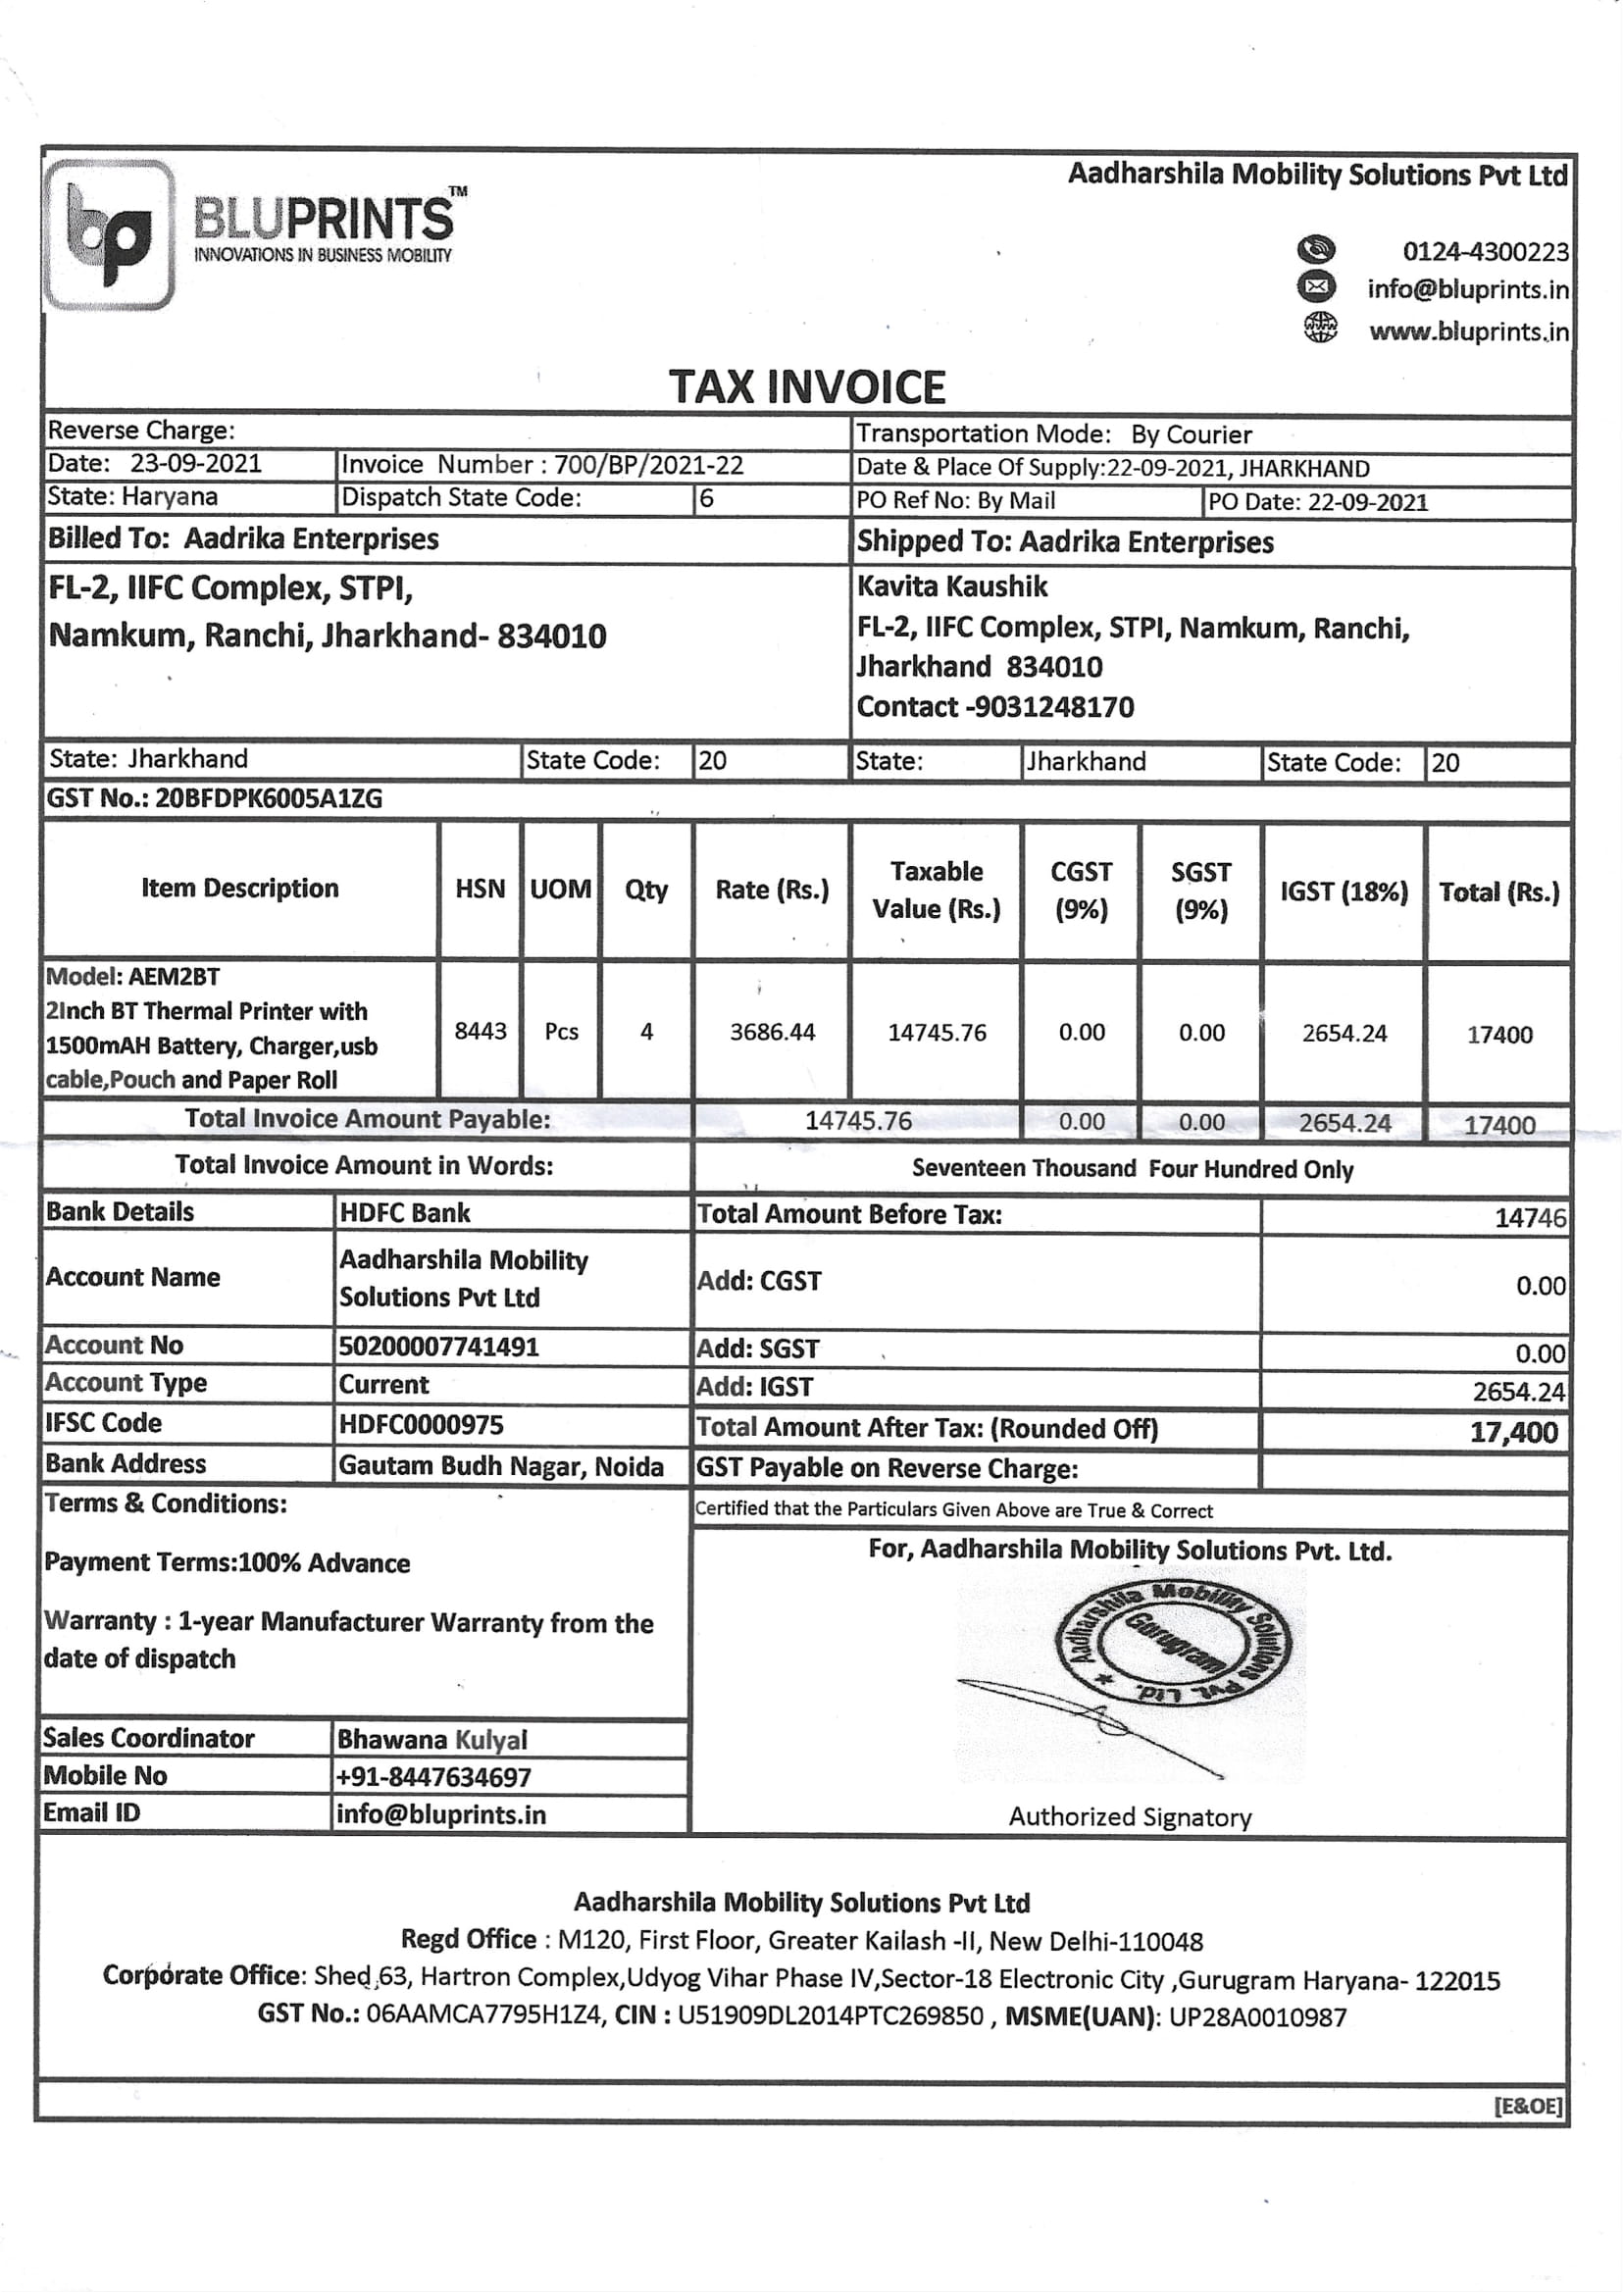 bp BLUPRINTS™
INNOVATIONS IN BUSINESS MOBILITY
Aadharshila Mobility Solutions Pvt Ltd
0124-4300223
info@bluprints.in
www.bluprints.in
TAX INVOICE
Reverse Charge: Transportation Mode: By Courier
Date: 23-09-2021 Invoice Number : 700/BP/2021-22 Date & Place Of Supply:22-09-2021, JHARKHAND
State: Haryana Dispatch State Code: 6 PO Ref No: By Mail PO Date: 22-09-2021
Billed To: Aadrika Enterprises Shipped To: Aadrika Enterprises
FL-2, IIFC Complex, STPI,
Namkum, Ranchi, Jharkhand- 834010
Kavita Kaushik
FL-2, IIFC Complex, STPI, Namkum, Ranchi,
Jharkhand 834010
Contact -9031248170
State: Jharkhand State Code: 20 State: Jharkhand State Code: 20
GST No.: 20BFDPK6005A1ZG
Item Description HSN UOM Qty Rate (Rs.) Taxable Value (Rs.) CGST (9%) SGST (9%) IGST (18%) Total (Rs.)
Model: AEM2BT
2Inch BT Thermal Printer with
1500mAH Battery, Charger,usb
cable,Pouch and Paper Roll
8443 Pcs 4 3686.44 14745.76 0.00 0.00 2654.24 17400
Total Invoice Amount Payable: 14745.76 0.00 0.00 2654.24 17400
Total Invoice Amount in Words: Seventeen Thousand Four Hundred Only
Bank Details HDFC Bank Total Amount Before Tax: 14746
Account Name Aadharshila Mobility Solutions Pvt Ltd Add: CGST 0.00
Account No 50200007741491 Add: SGST 0.00
Account Type Current Add: IGST 2654.24
IFSC Code HDFC0000975 Total Amount After Tax: (Rounded Off) 17,400
Bank Address Gautam Budh Nagar, Noida GST Payable on Reverse Charge:
Terms & Conditions:
Payment Terms:100% Advance
Warranty : 1-year Manufacturer Warranty from the
date of dispatch
Certified that the Particulars Given Above are True & Correct
For, Aadharshila Mobility Solutions Pvt. Ltd.
Aadharshila Mobility Solutions Pvt. Ltd. ★
Gurugram
Authorized Signatory
Sales Coordinator Bhawana Kulyal
Mobile No +91-8447634697
Email ID info@bluprints.in
Aadharshila Mobility Solutions Pvt Ltd
Regd Office : M120, First Floor, Greater Kailash -II, New Delhi-110048
Corporate Office: Shed 63, Hartron Complex,Udyog Vihar Phase IV,Sector-18 Electronic City ,Gurugram Haryana- 122015
GST No.: 06AAMCA7795H1Z4, CIN : U51909DL2014PTC269850 , MSME(UAN): UP28A0010987
[E&OE]